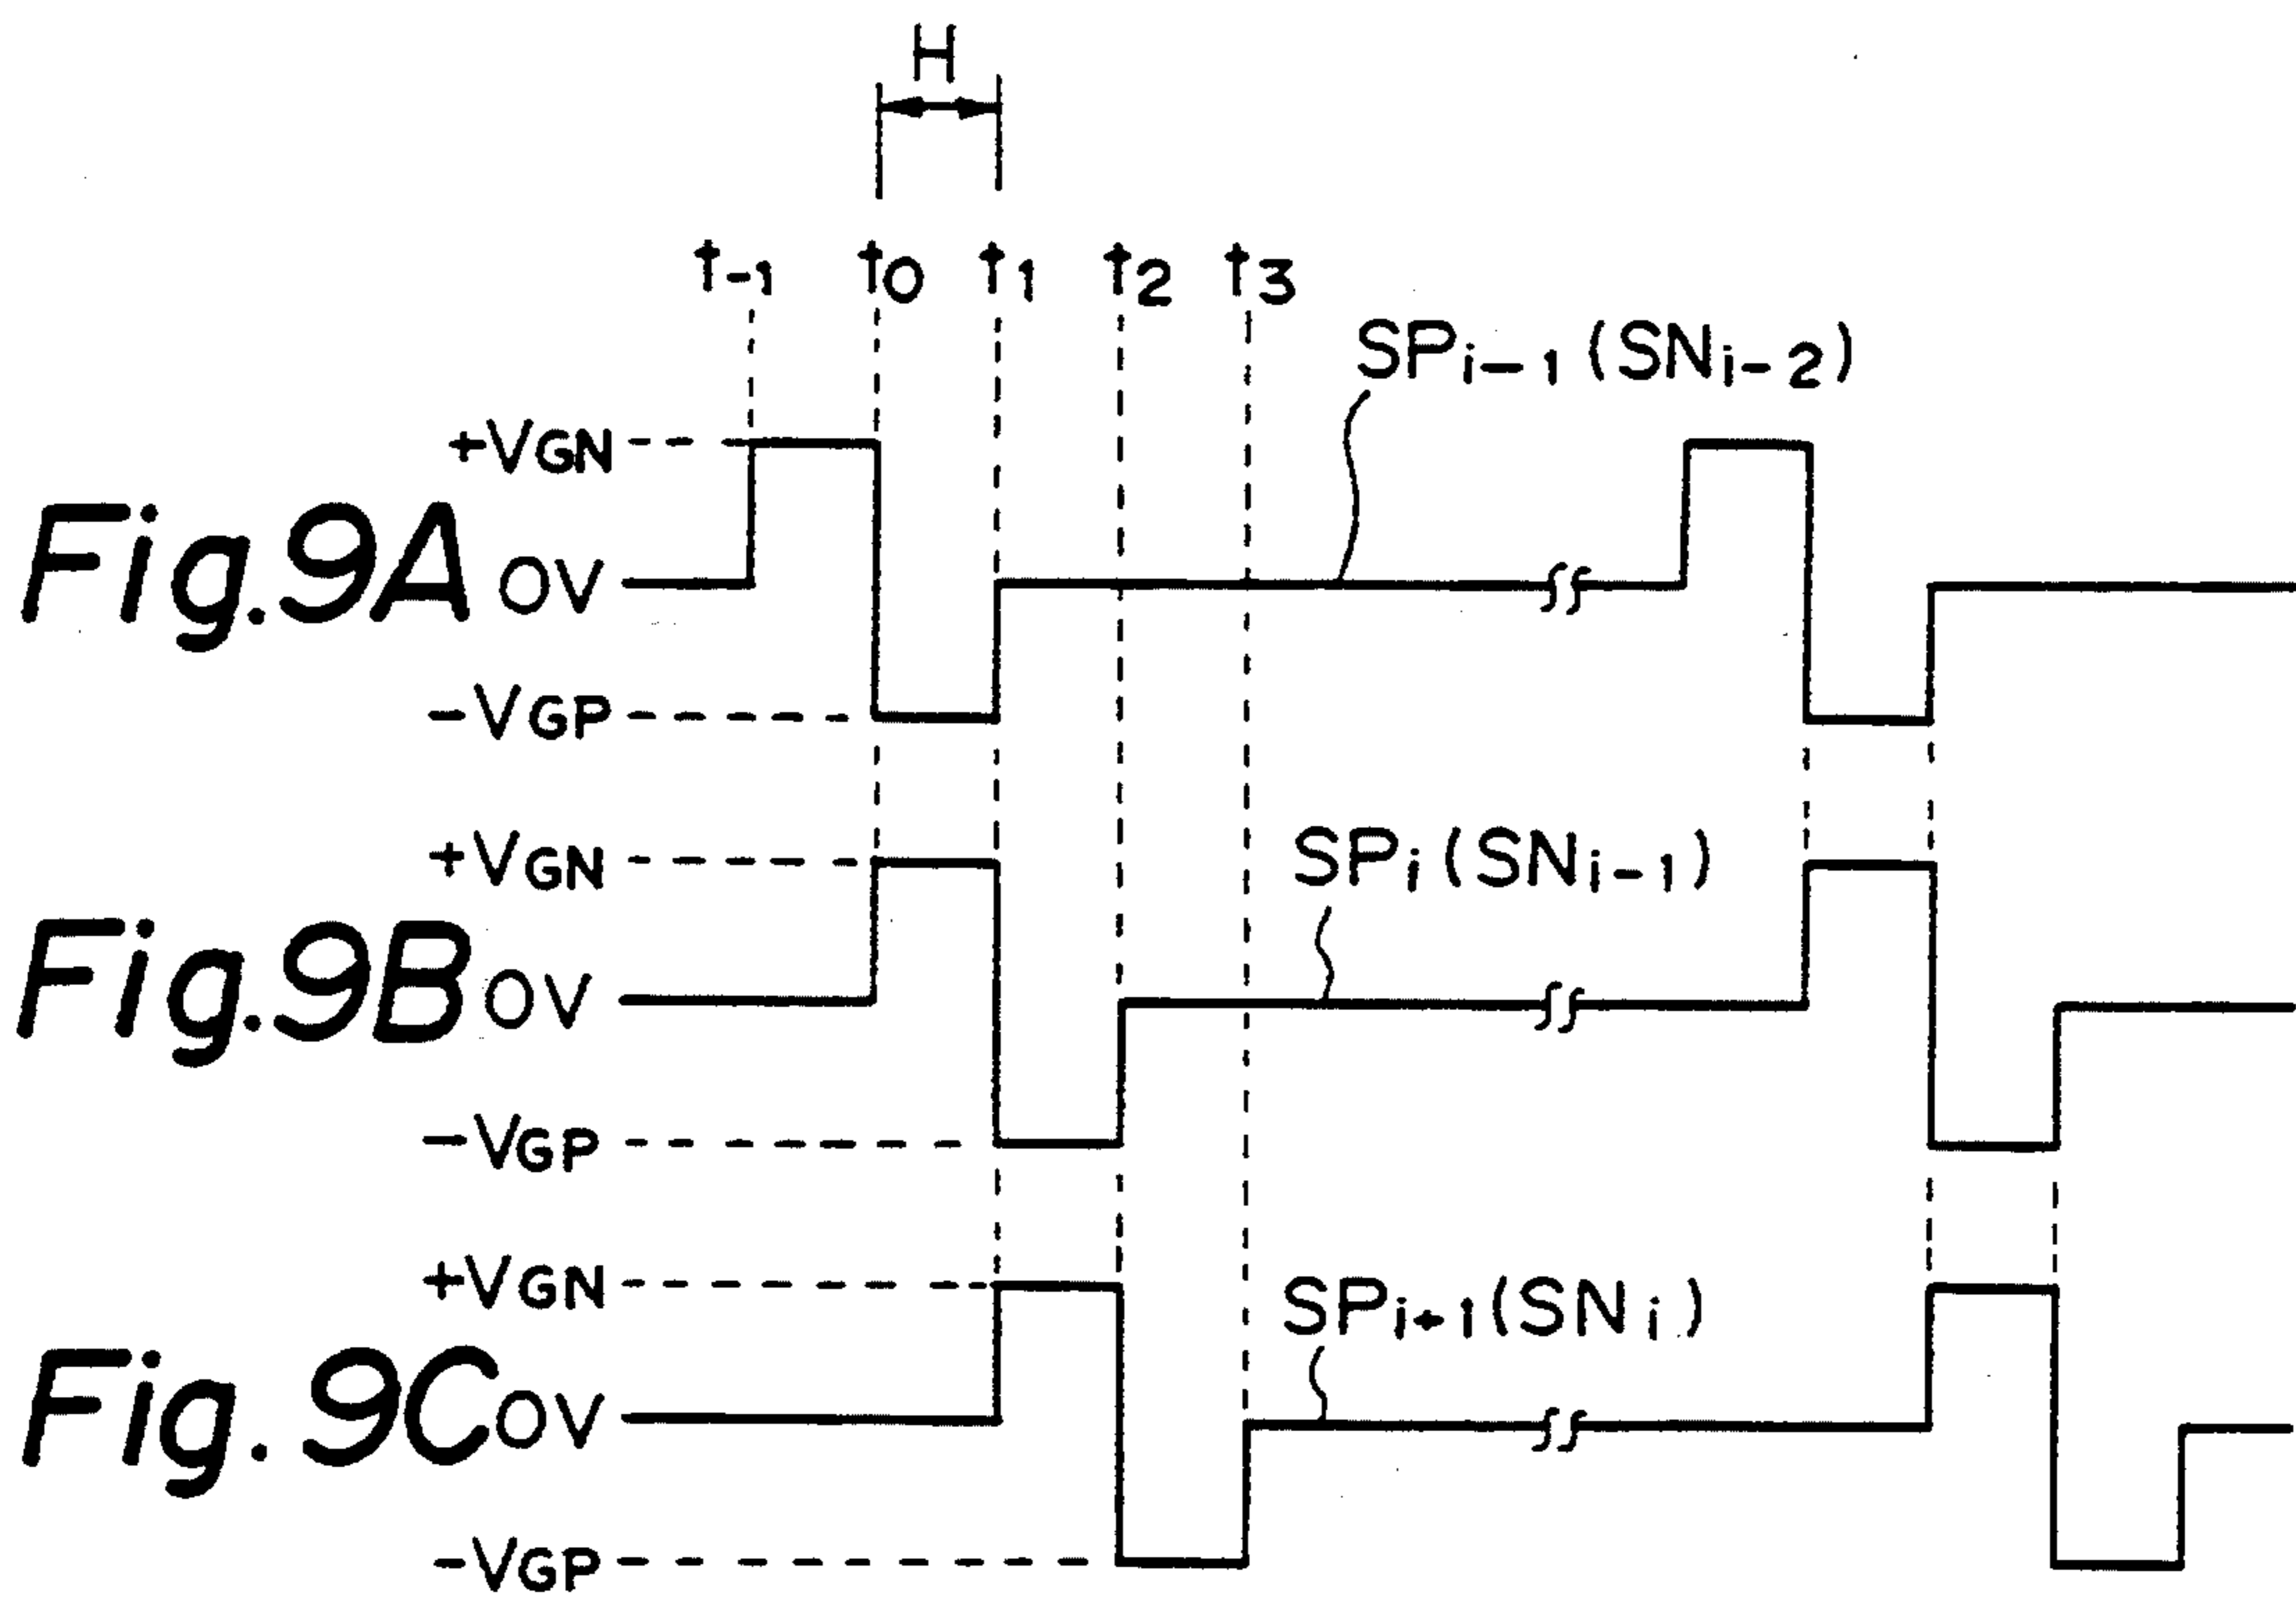 H
t-1 t0 t1 t2 t3
SPi-1(SNi-2)
+VGN
Fig.9A 0V
-VGP
+VGN
SPi(SNi-1)
Fig.9B 0V
-VGP
+VGN
SPi+1(SNi)
Fig.9C 0V
-VGP